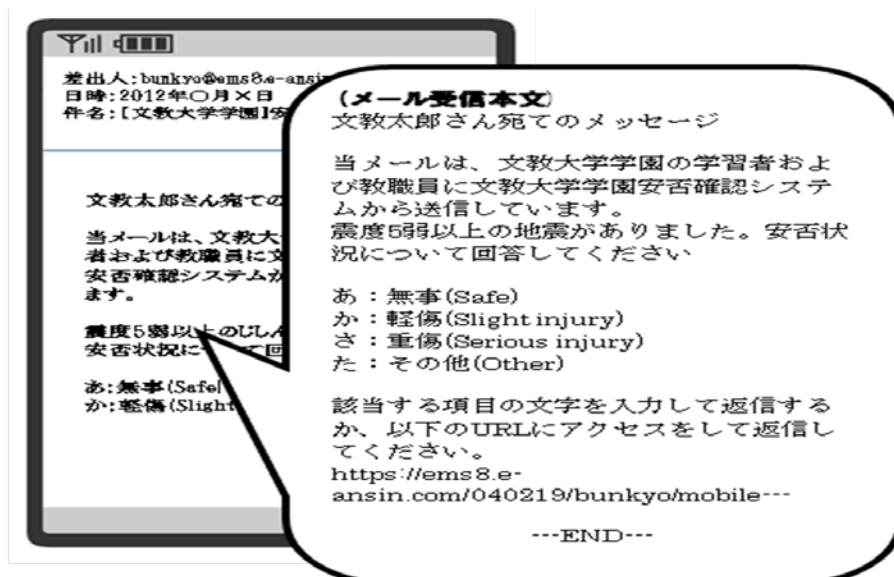 差出人:bunkyo@ems8.e-ansin
日時:2012年○月×日
件名:[文教大学学園]安
文教太郎さん宛ての
当メールは、文教大
者および教職員に文
安否確認システムか
ます。
震度5弱以上のじしん
安否状況に て回
あ:無事(Safe
か:軽傷(Slight
(メール受信本文)
文教太郎さん宛てのメッセージ
当メールは、文教大学学園の学習者およ
び教職員に文教大学学園安否確認システ
ムから送信しています。
震度5弱以上の地震がありました。安否状
況について回答してください
あ:無事(Safe)
か:軽傷(Slight injury)
さ:重傷(Serious injury)
た:その他(Other)
該当する項目の文字を入力して返信する
か、以下のURLにアクセスをして返信し
てください。
https://ems8.e-
ansin.com/040219/bunkyo/mobile---
---END---